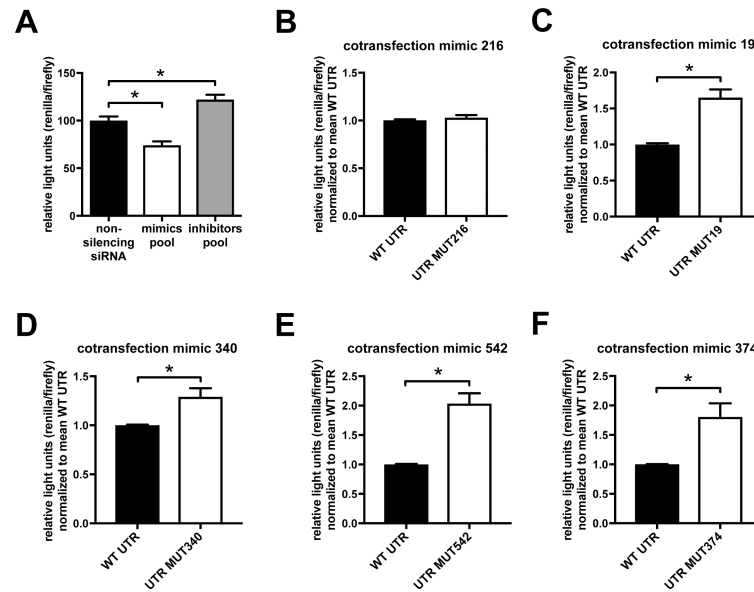 A
relative light units (renilla/firefly)
150
100
50
0
*
*
non-
silencing
siRNA
mimics
pool
inhibitors
pool
B
cotransfection mimic 216
relative light units (renilla/firefly)
normalized to mean WT UTR
1.5
1.0
0.5
0.0
WT UTR
UTR MUT216
C
cotransfection mimic 19
relative light units (renilla/firefly)
normalized to mean WT UTR
2.0
1.5
1.0
0.5
0.0
*
WT UTR
UTR MUT19
D
cotransfection mimic 340
relative light units (renilla/firefly)
normalized to mean WT UTR
1.5
1.0
0.5
0.0
*
WT UTR
UTR MUT340
E
cotransfection mimic 542
relative light units (renilla/firefly)
normalized to mean WT UTR
2.5
2.0
1.5
1.0
0.5
0.0
*
WT UTR
UTR MUT542
F
cotransfection mimic 374
relative light units (renilla/firefly)
normalized to mean WT UTR
2.5
2.0
1.5
1.0
0.5
0.0
*
WT UTR
UTR MUT374